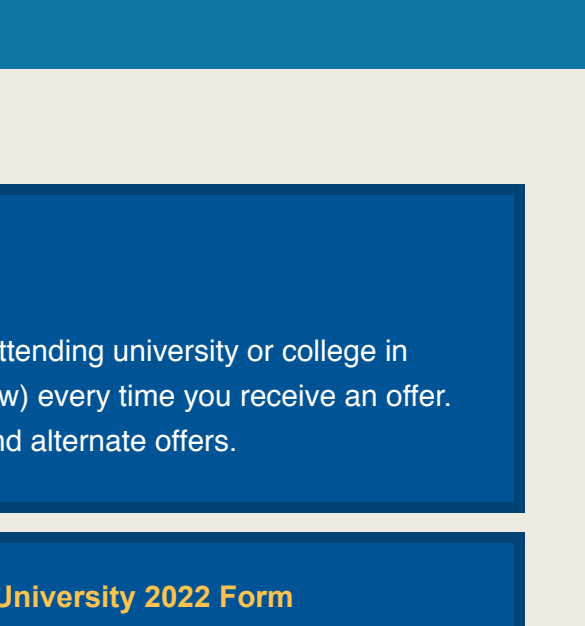 ttending university or college in
w) every time you receive an offer.
nd alternate offers.
University 2022 Form